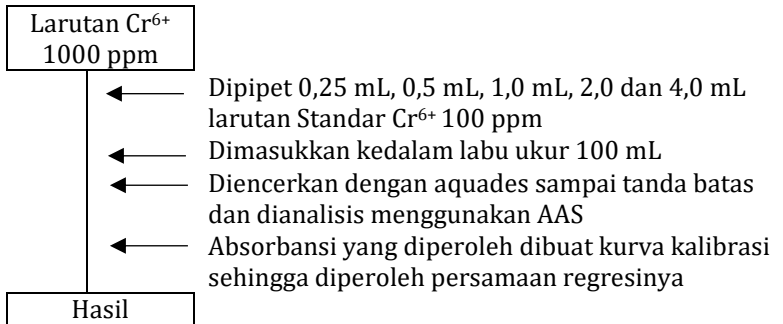 Larutan Cr⁶⁺
1000 ppm
Dipipet 0,25 mL, 0,5 mL, 1,0 mL, 2,0 dan 4,0 mL
larutan Standar Cr⁶⁺ 100 ppm
Dimasukkan kedalam labu ukur 100 mL
Diencerkan dengan aquades sampai tanda batas
dan dianalisis menggunakan AAS
Absorbansi yang diperoleh dibuat kurva kalibrasi
sehingga diperoleh persamaan regresinya
Hasil